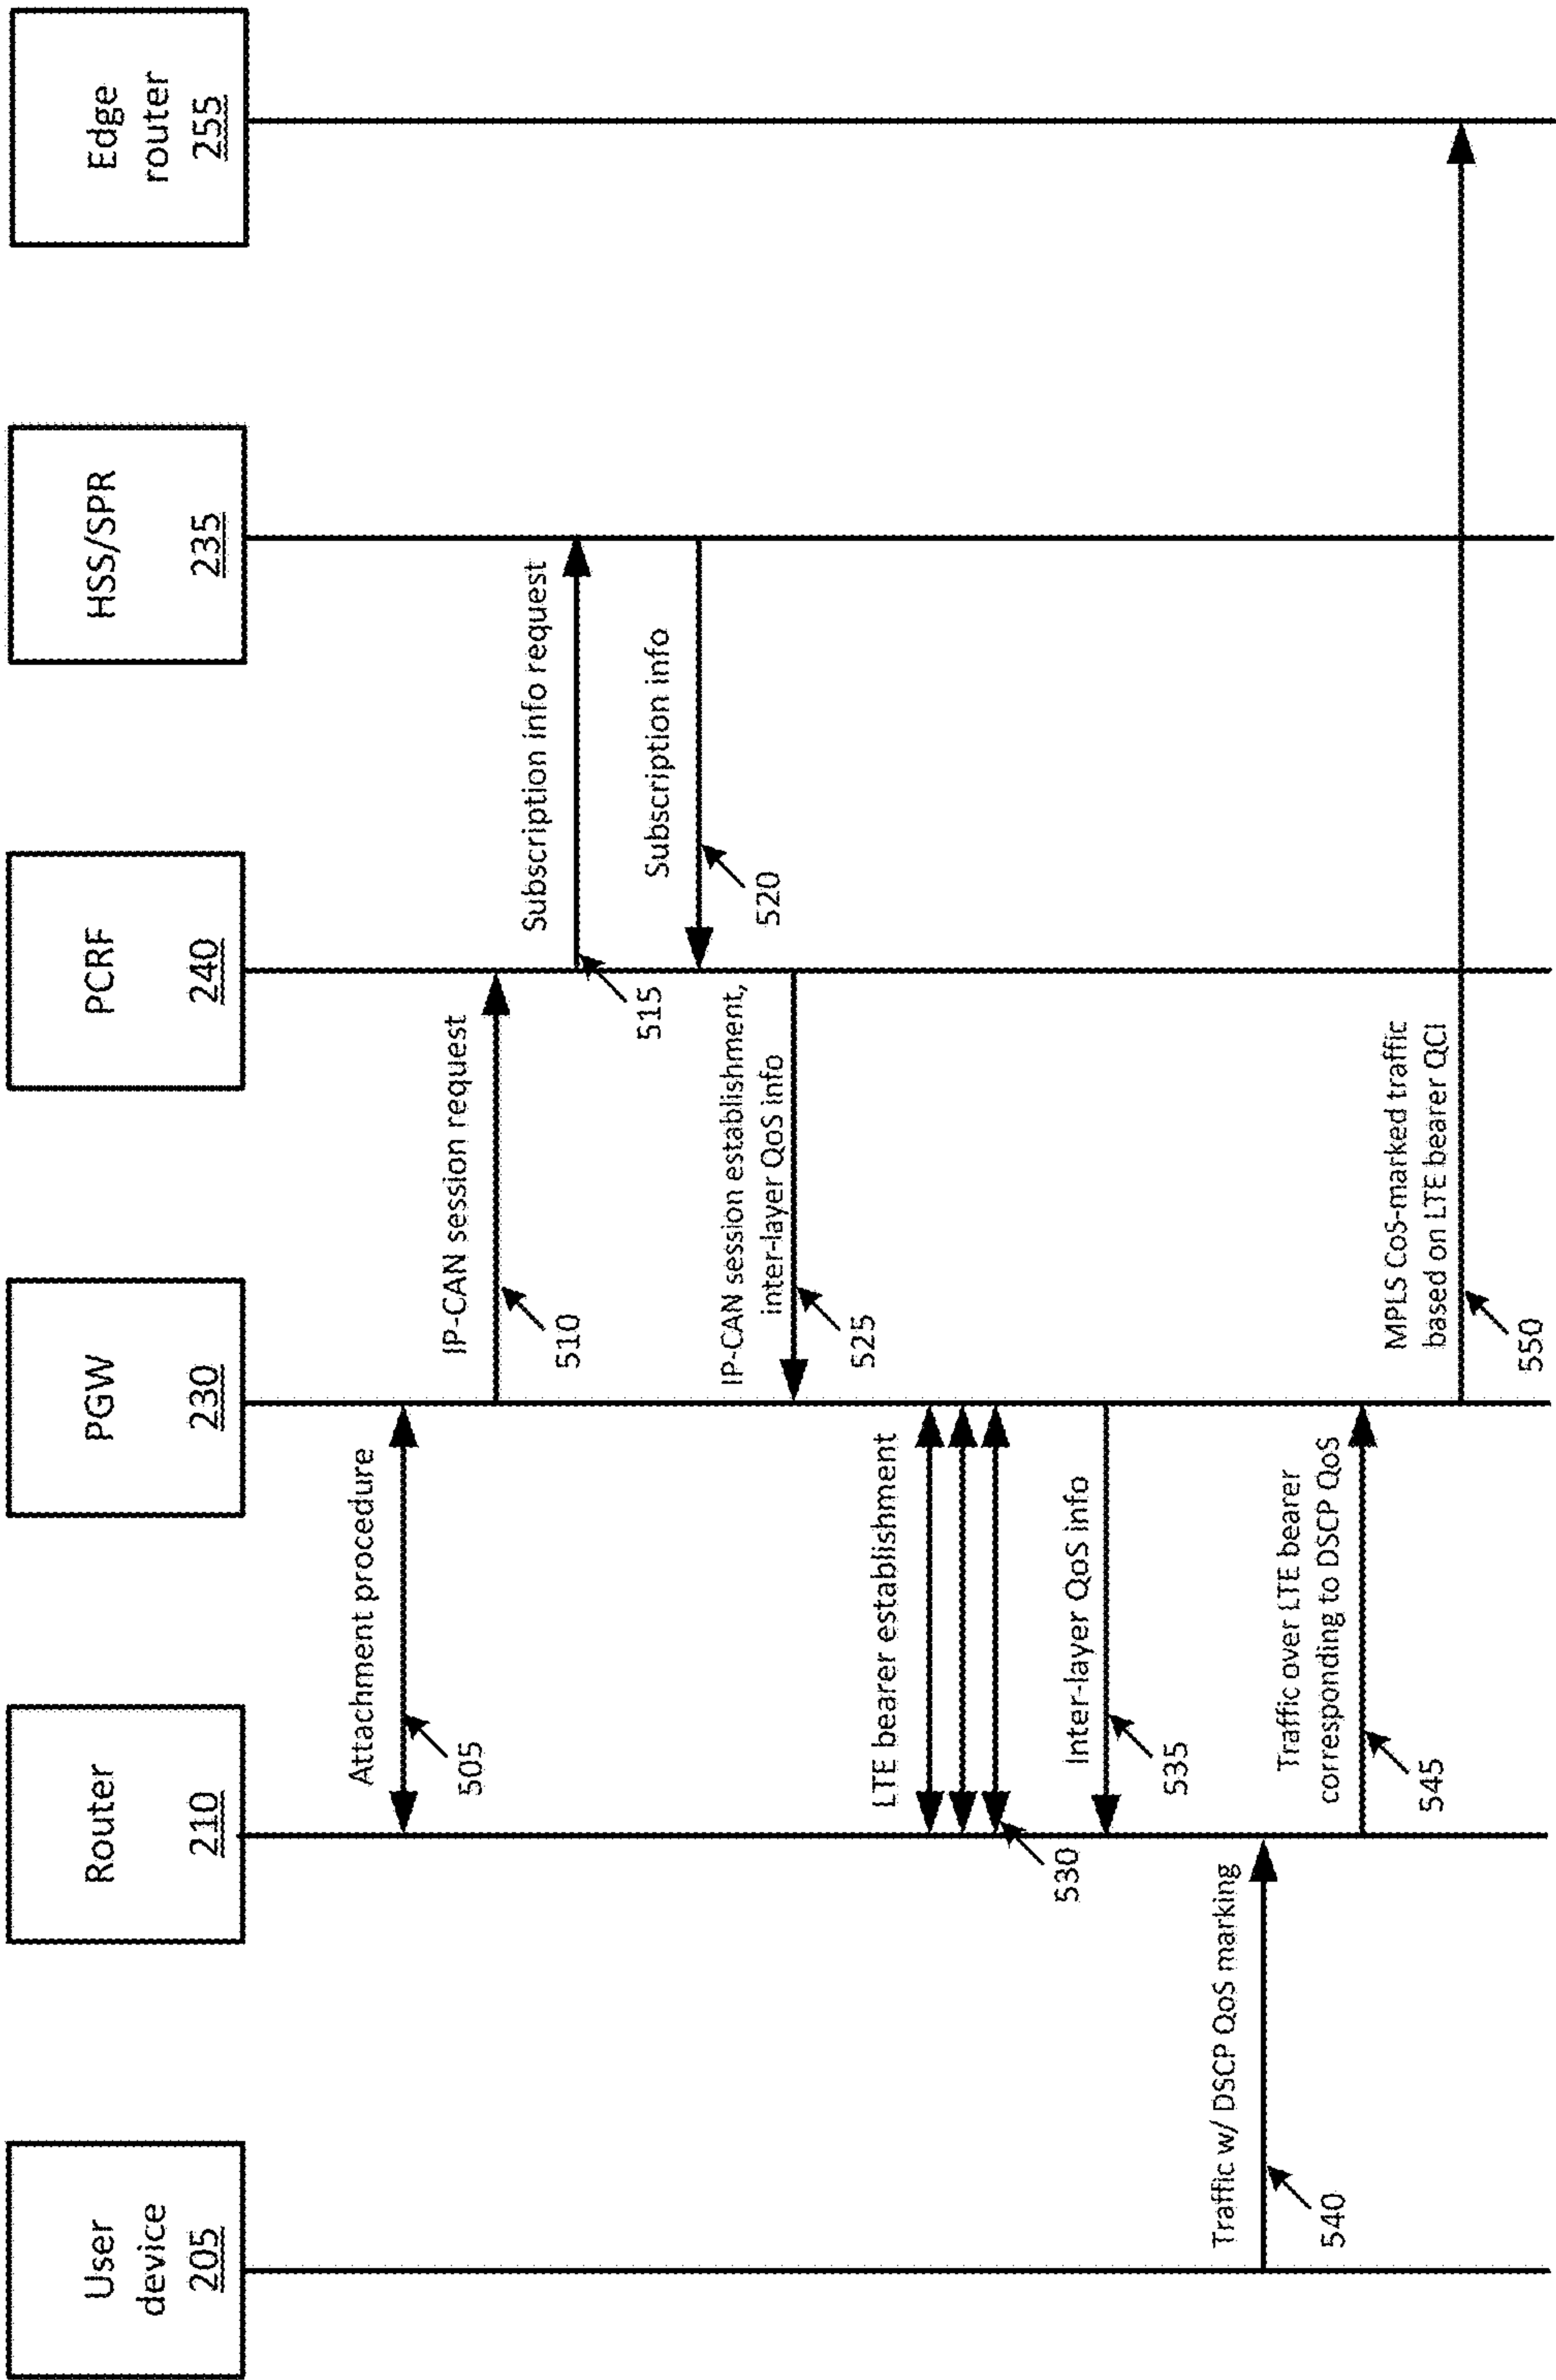 User
device
205
Router
210
PGW
230
PCRF
240
HSS/SPR
235
Edge
router
255
Attachment procedure
505
IP-CAN session request
510
Subscription info request
515
Subscription info
520
IP-CAN session establishment,
inter-layer QoS info
525
LTE bearer establishment
530
Inter-layer QoS info
535
Traffic w/ DSCP QoS marking
540
Traffic over LTE bearer
corresponding to DSCP QoS
545
MPLS CoS-marked traffic
based on LTE bearer QCI
550